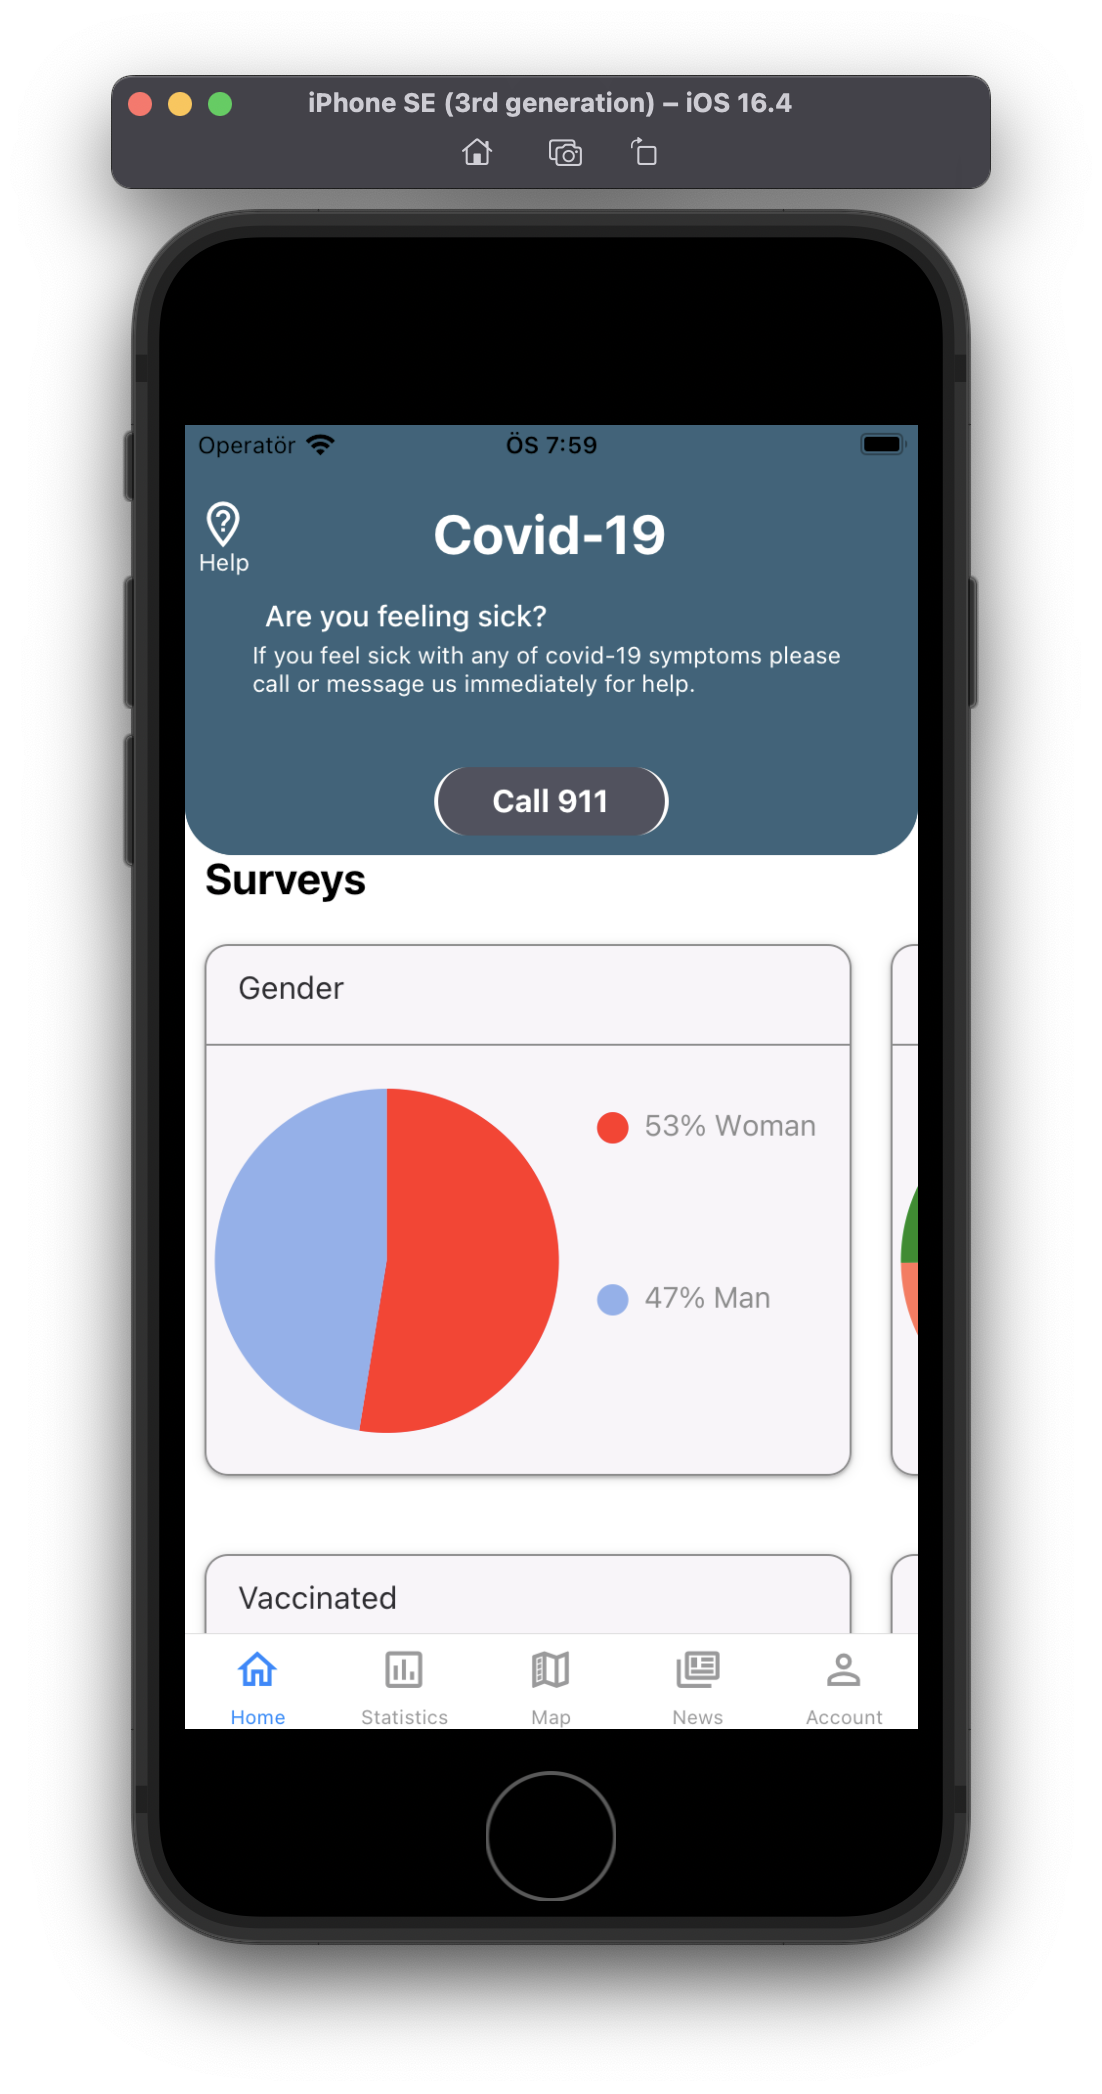 iPhone SE (3rd generation) – iOS 16.4
Operatör
ÖS 7:59
Help
Covid-19
Are you feeling sick?
If you feel sick with any of covid-19 symptoms please
call or message us immediately for help.
Call 911
Surveys
Gender
53% Woman
47% Man
Vaccinated
Home
Statistics
Map
News
Account